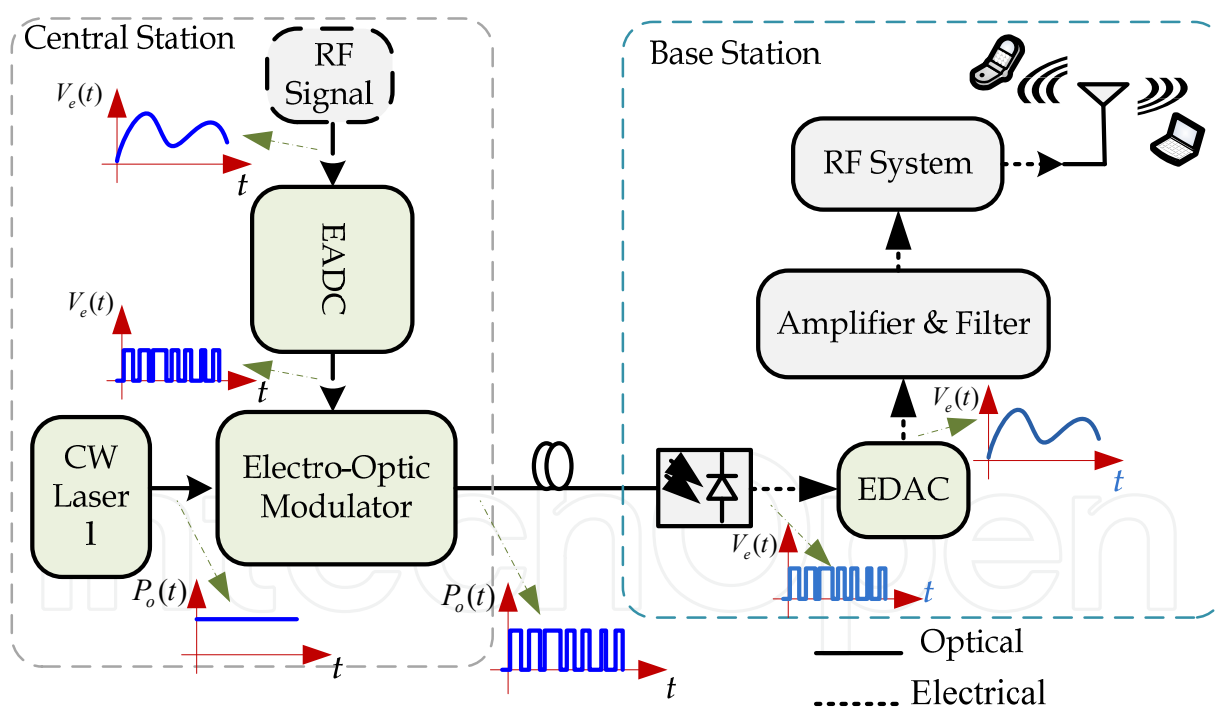 Central Station
RF
Signal
Base Station
Vₑ(t)
t
RF System
EADC
Vₑ(t)
t
Amplifier & Filter
Vₑ(t)
t
CW
Laser
1
Electro-Optic
Modulator
EDAC
Vₑ(t)
t
Pₒ(t)
t
Pₒ(t)
t
Optical
Electrical
IntechOpen